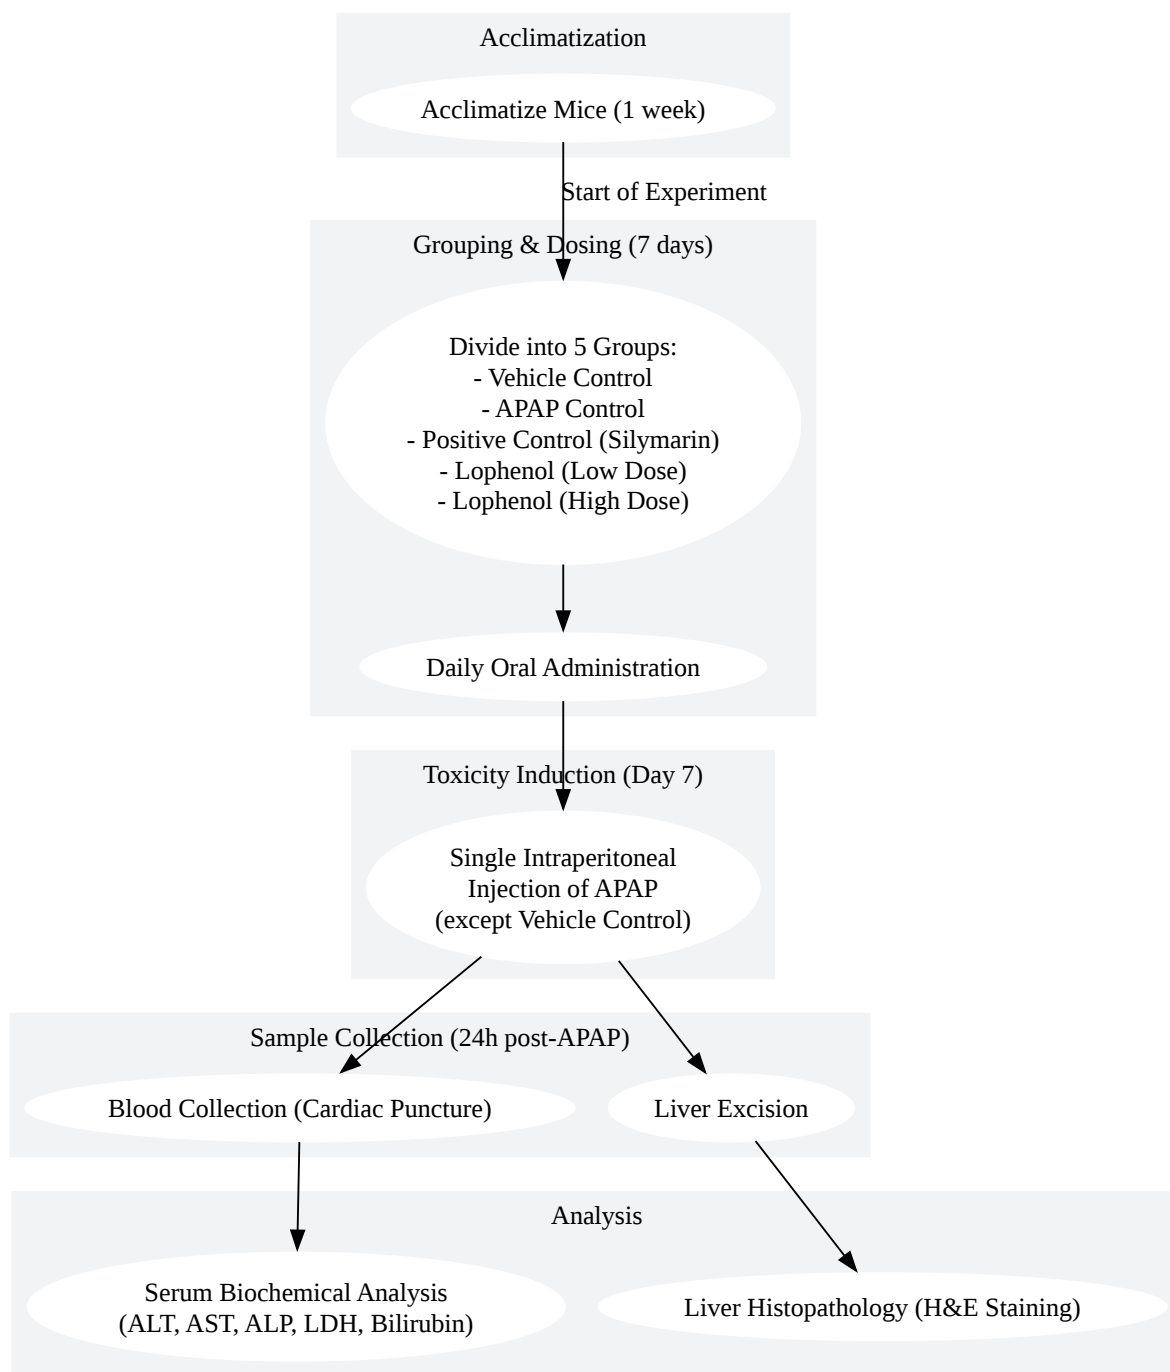 Acclimatization
Acclimatize Mice (1 week)
Start of Experiment
Grouping & Dosing (7 days)
Divide into 5 Groups:
- Vehicle Control
- APAP Control
- Positive Control (Silymarin)
- Lophenol (Low Dose)
- Lophenol (High Dose)
Daily Oral Administration
Toxicity Induction (Day 7)
Single Intraperitoneal
Injection of APAP
(except Vehicle Control)
Sample Collection (24h post-APAP)
Blood Collection (Cardiac Puncture)
Liver Excision
Analysis
Serum Biochemical Analysis
(ALT, AST, ALP, LDH, Bilirubin)
Liver Histopathology (H&E Staining)